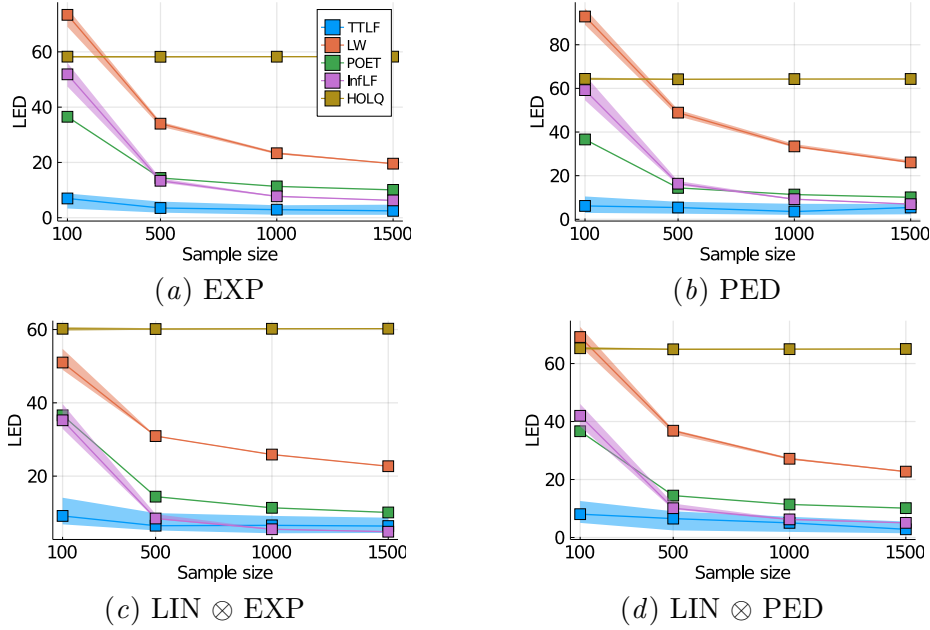 TTLF
LW
POET
InfLF
HOLQ
60
40
20
0
LED
100 500 1000 1500
Sample size
(a) EXP
80
60
40
20
0
LED
100 500 1000 1500
Sample size
(b) PED
60
40
20
LED
100 500 1000 1500
Sample size
(c) LIN ⊗ EXP
60
40
20
0
LED
100 500 1000 1500
Sample size
(d) LIN ⊗ PED